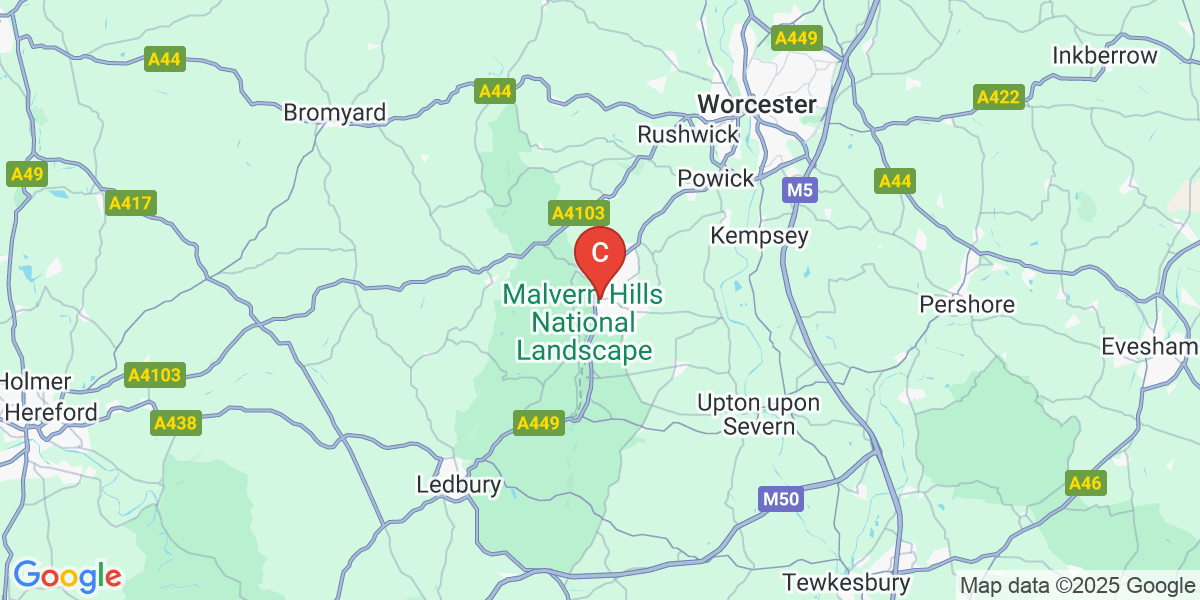 A449
Inkberrow
A44
A44
A422
Worcester
Bromyard
Rushwick
A49
Powick
A44
M5
A417
A4103
Kempsey
C
Malvern Hills
National
Landscape
Pershore
Evesham
A4103
Holmer
Hereford
A438
A449
Upton upon
Severn
Ledbury
A46
M50
Google
Tewkesbury
Map data ©2025 Google